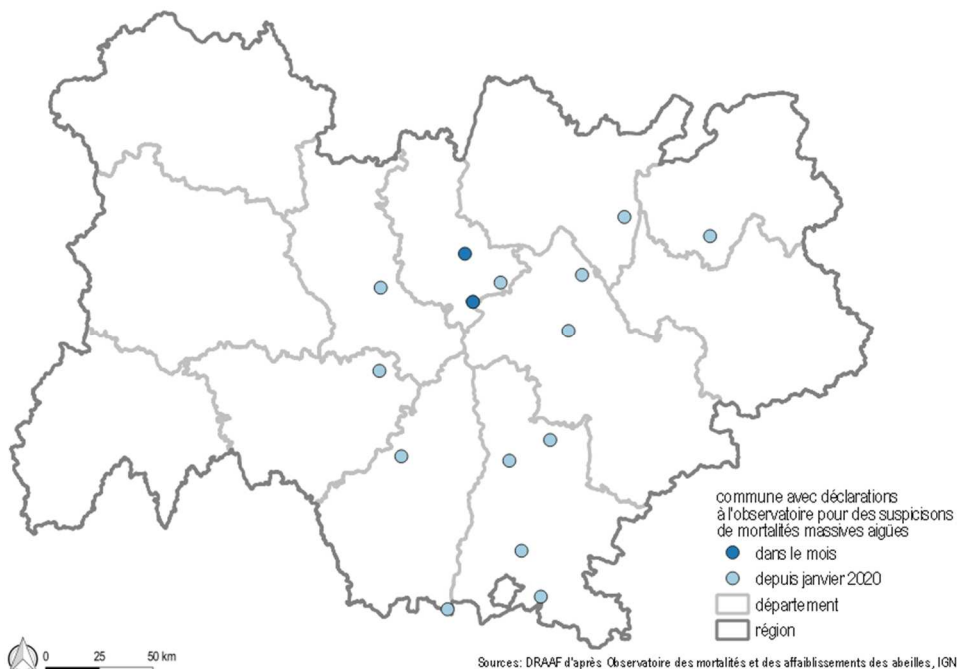 commune avec déclarations
à l'observatoire pour des suspicisons
de mortalités massives aigües
dans le mois
depuis janvier 2020
département
région
0 25 50 km
Sources: DRAAF d'après Observatoire des mortalités et des affaiblissements des abeilles, IGN